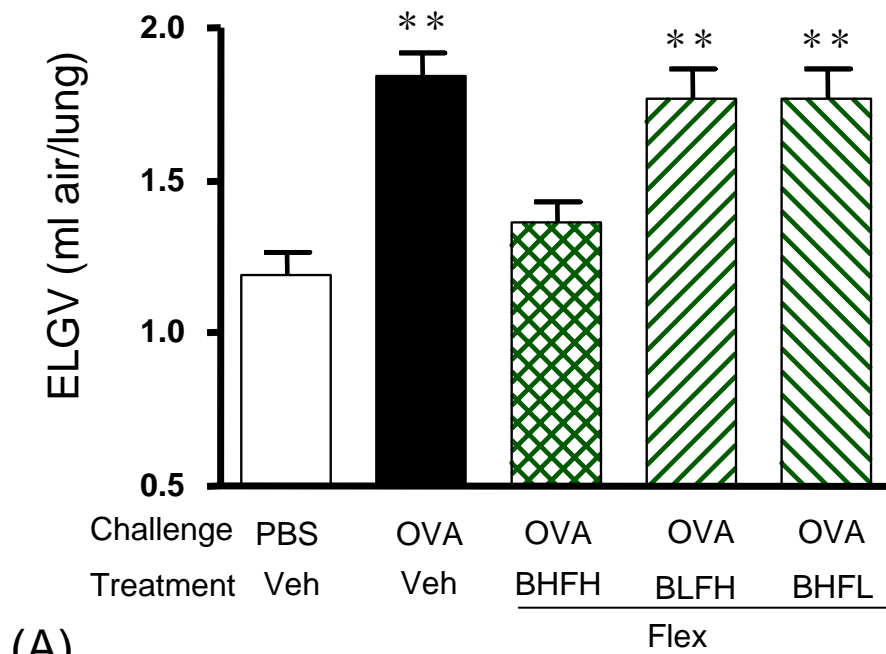 ELGV (ml air/lung)
2.0
1.5
1.0
0.5
** ** **
Challenge PBS OVA OVA OVA OVA
Treatment Veh Veh BHFH BLFH BHFL
Flex
(A)